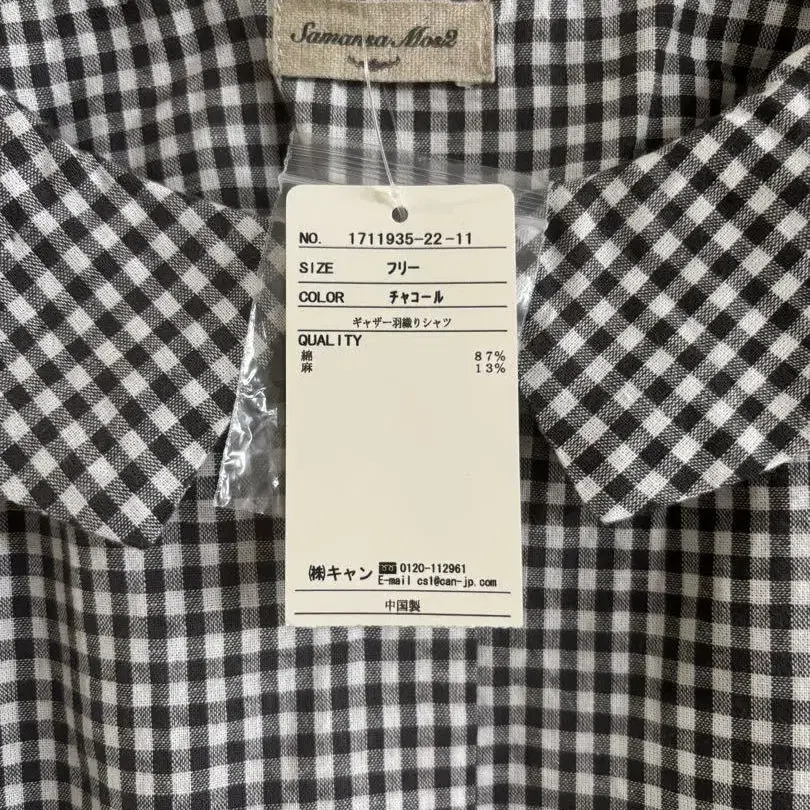 Samansa Mos2
NO. 1711935-22-11
SIZE フリー
COLOR チャコール
ギャザー羽織りシャツ
QUALITY
綿 87%
麻 13%
㈱キャン ☎ 0120-112961
E-mail cs1@can-jp.com
中国製